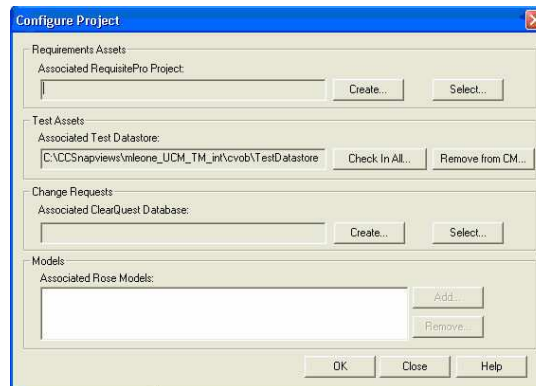 Configure Project
Requirements Assets
Associated RequisitePro Project:
Create... Select...
Test Assets
Associated Test Datastore:
C:\CCSnapviews\mleone_UCM_TM_int\cvob\TestDatastore Check In All... Remove from CM...
Change Requests
Associated ClearQuest Database:
Create... Select...
Models
Associated Rose Models:
Add...
Remove...
OK Close Help